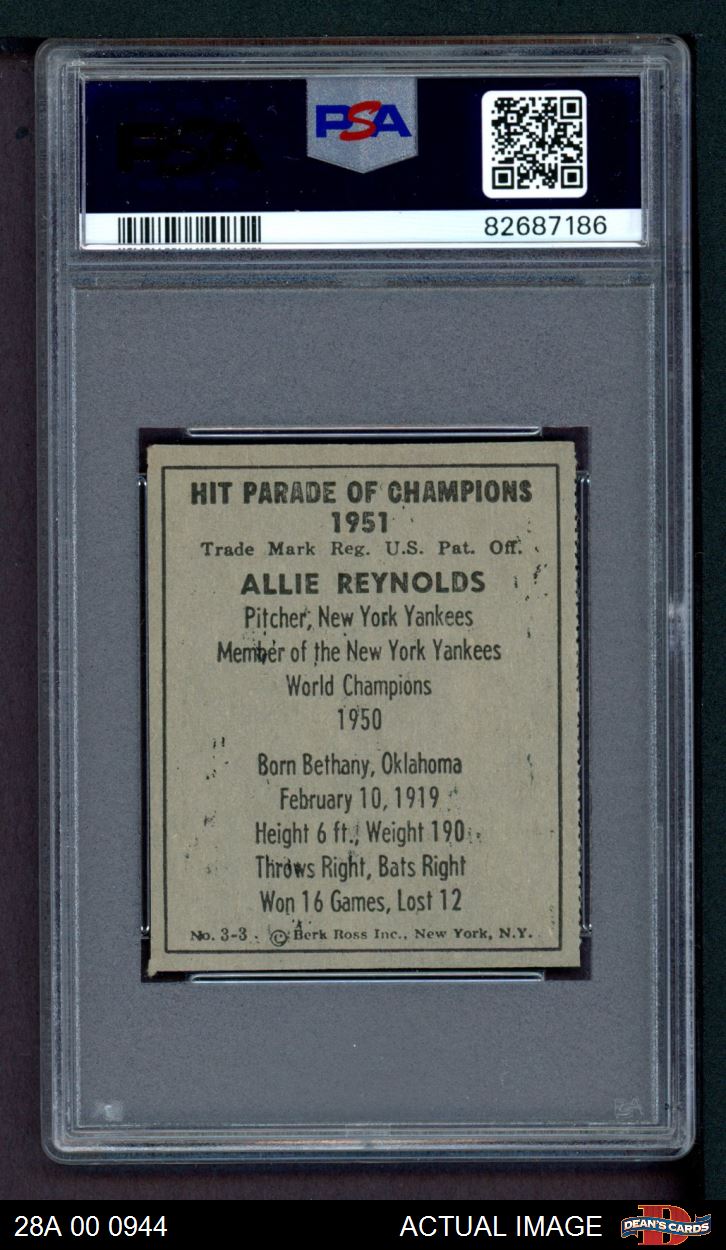 PSA
PSA
82687186
HIT PARADE OF CHAMPIONS
1951
Trade Mark Reg. U.S. Pat. Off.
ALLIE REYNOLDS
Pitcher, New York Yankees
Member of the New York Yankees
World Champions
1950
Born Bethany, Oklahoma
February 10, 1919
Height 6 ft., Weight 190
Throws Right, Bats Right
Won 16 Games, Lost 12
No. 3-3. © Berk Ross Inc., New York, N.Y.
28A 00 0944
ACTUAL IMAGE
DEAN'S CARDS